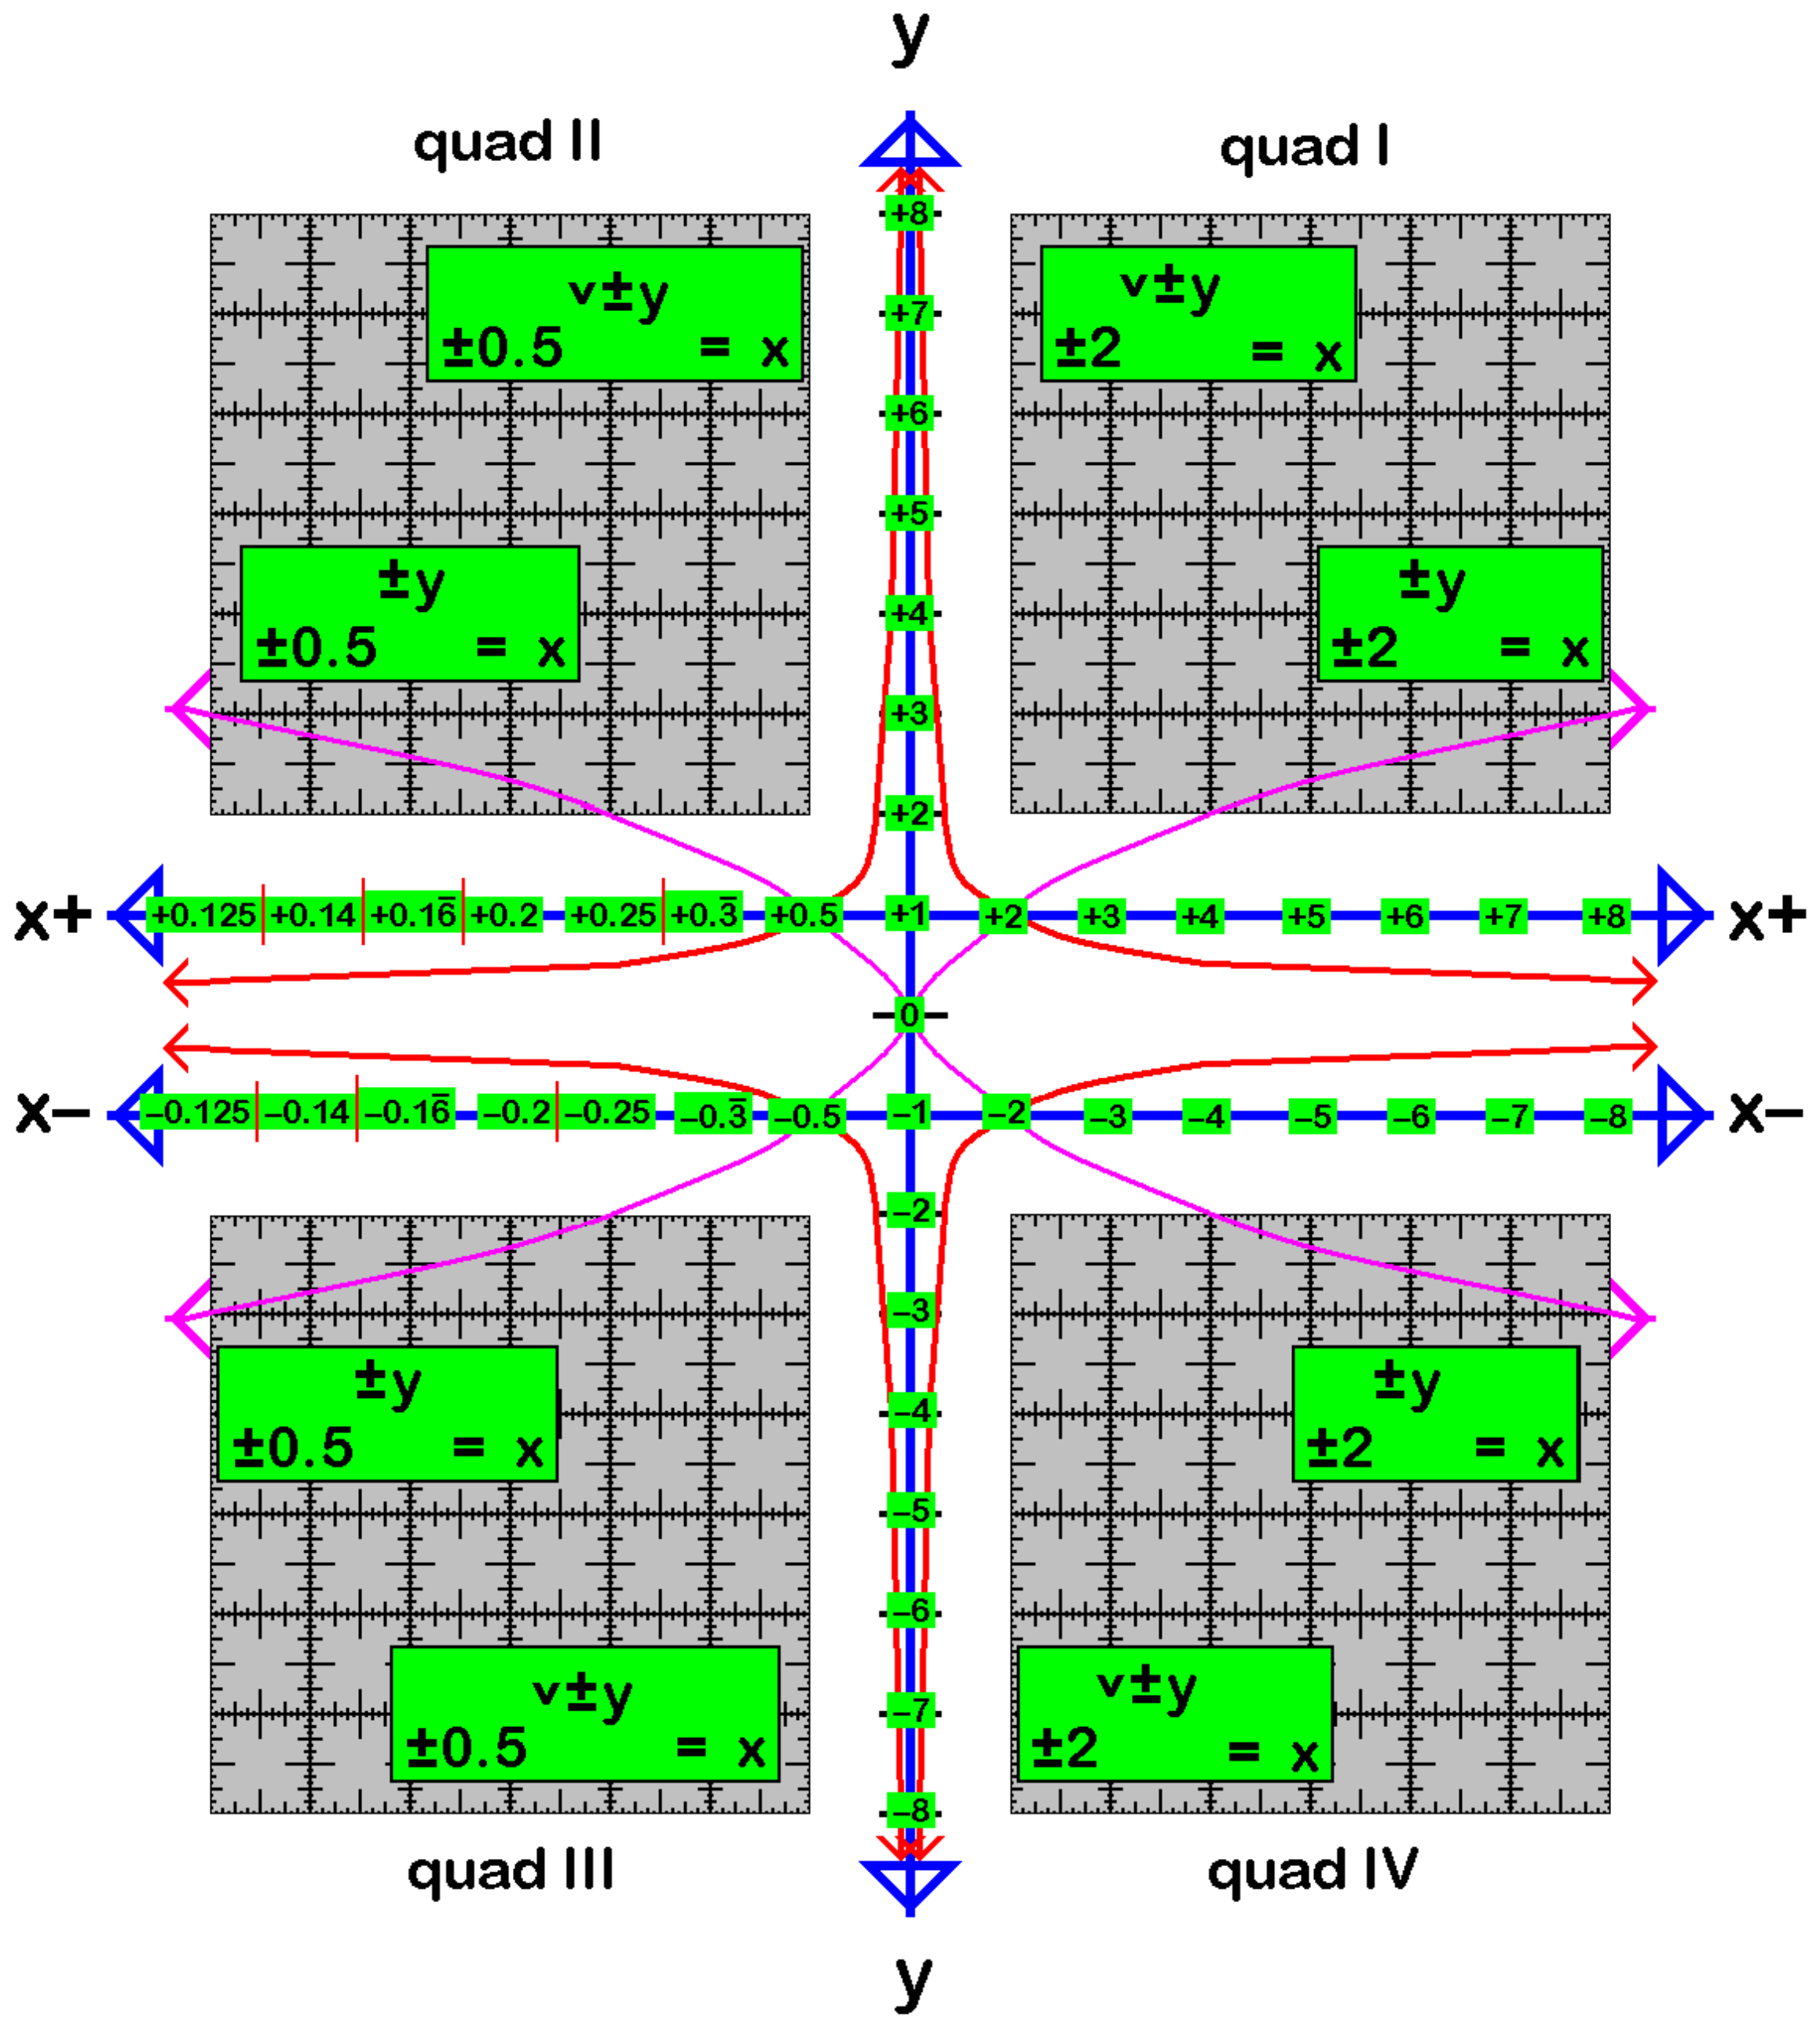 y
quad II
quad I
+8
v±y
±0.5 = x
v±y
±2 = x
+7
+6
+5
±y
±0.5 = x
±y
±2 = x
+4
+3
+2
x+ +0.125 +0.14 +0.16̅ +0.2 +0.25 +0.3̅ +0.5 +1 +2 +3 +4 +5 +6 +7 +8 x+
0
x– –0.125 –0.14 –0.16̅ –0.2 –0.25 –0.3̅ –0.5 –1 –2 –3 –4 –5 –6 –7 –8 x–
–2
–3
±y
±0.5 = x
±y
±2 = x
–4
–5
–6
v±y
±0.5 = x
v±y
±2 = x
–7
–8
quad III
quad IV
y